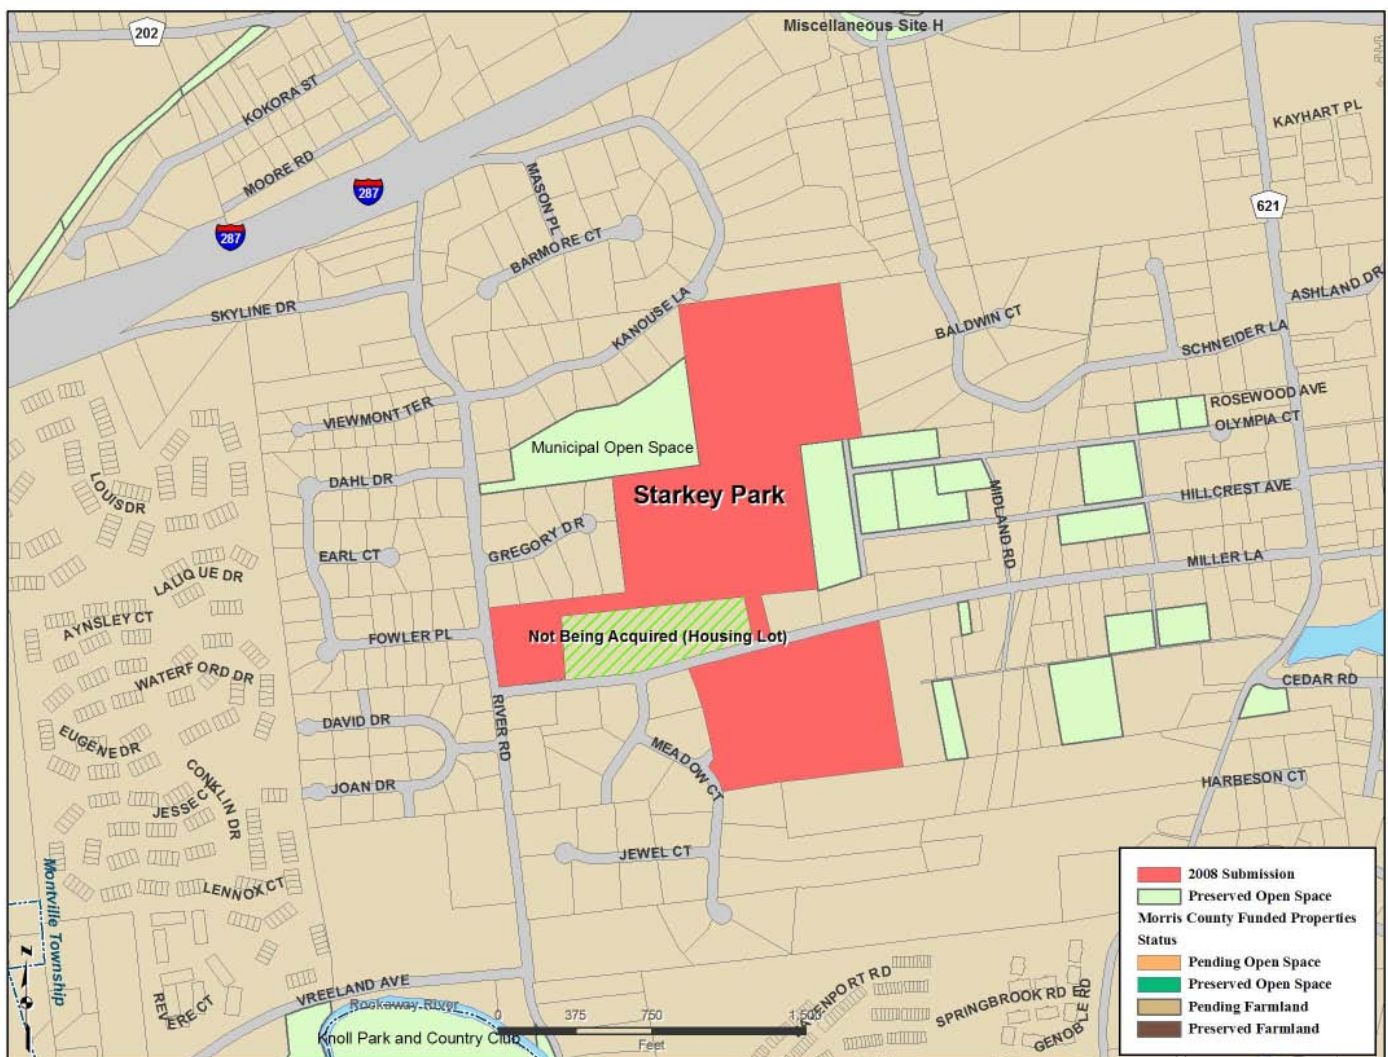 202
Miscellaneous Site H
KOKORA ST
KAYHART PL
MOORE RD
287
MASON PL
621
287
BARMORE CT
ASHLAND DR
SKYLINE DR
KANOUSE LA
BALDWIN CT
SCHNEIDER LA
ROSEWOOD AVE
VIEWMONT TER
OLYMPIA CT
Municipal Open Space
LOUIS DR
DAHL DR
Starkey Park
MIDLAND RD
HILLCREST AVE
GREGORY DR
EARL CT
MILLER LA
LALIQUE DR
AYNSLEY CT
FOWLER PL
Not Being Acquired (Housing Lot)
WATERFORD DR
CEDAR RD
RIVER RD
DAVID DR
EUGENE DR
MEADOW CT
CONKLIN DR
JOAN DR
HARBESON CT
JESSE CT
JEWEL CT
LENNOX CT
Montville Township
2008 Submission
Preserved Open Space
Morris County Funded Properties
Status
Pending Open Space
Preserved Open Space
Pending Farmland
Preserved Farmland
N
VREELAND AVE
REVERE CT
Rockaway River
SPRINGBROOK RD E
GENOBLE RD
Knoll Park and Country Club
0 375 750 1,500
Feet